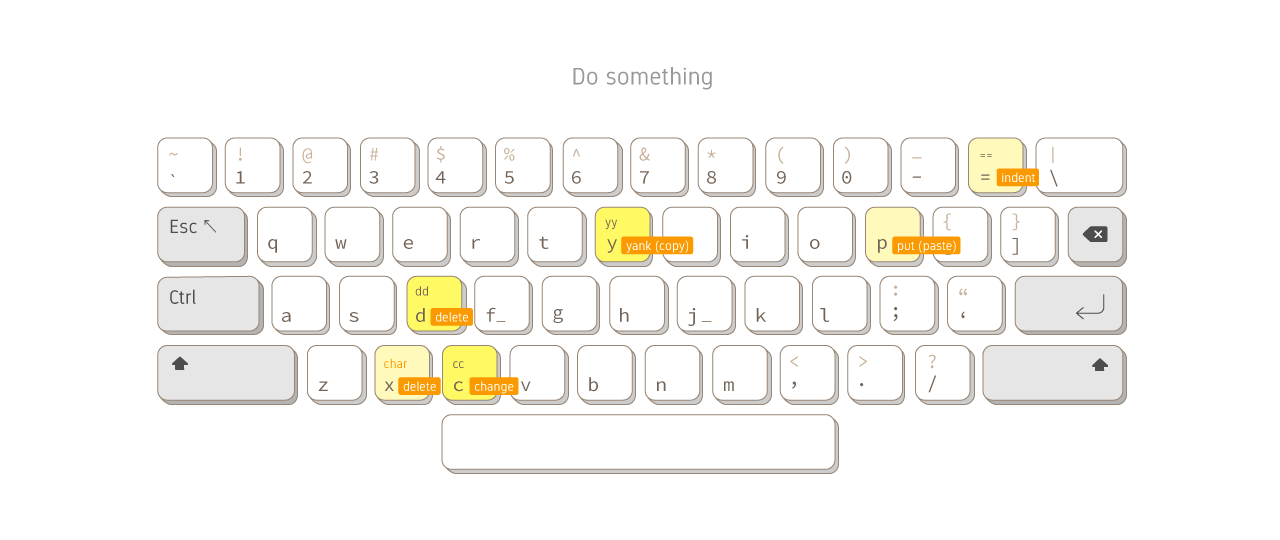 Do something
~ ! @ # $ % ^ & * ( ) _ == |
` 1 2 3 4 5 6 7 8 9 0 - = indent \
Esc yy { }
q w e r t y yank (copy) i o p put (paste) ]
Ctrl dd : “
a s d delete f_ g h j_ k l ; ‘
char cc < > ?
z x delete c change v b n m , . /